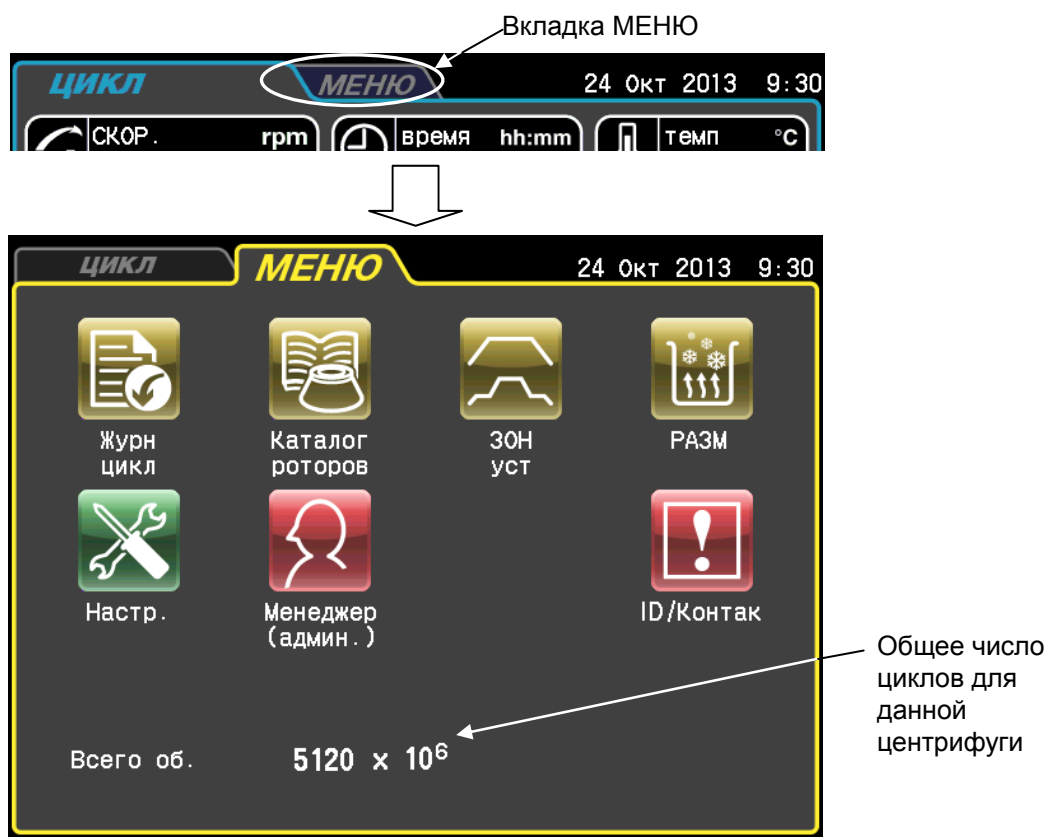 Вкладка МЕНЮ
ЦИКЛ МЕНЮ 24 Окт 2013 9:30
СКОР. rpm время hh:mm темп °C
ЦИКЛ МЕНЮ 24 Окт 2013 9:30
Журн
цикл
Каталог
роторов
ЗОН
уст
РАЗМ
Настр.
Менеджер
(админ.)
ID/Контак
Общее число
циклов для
данной
центрифуги
Всего об. 5120 x 10⁶